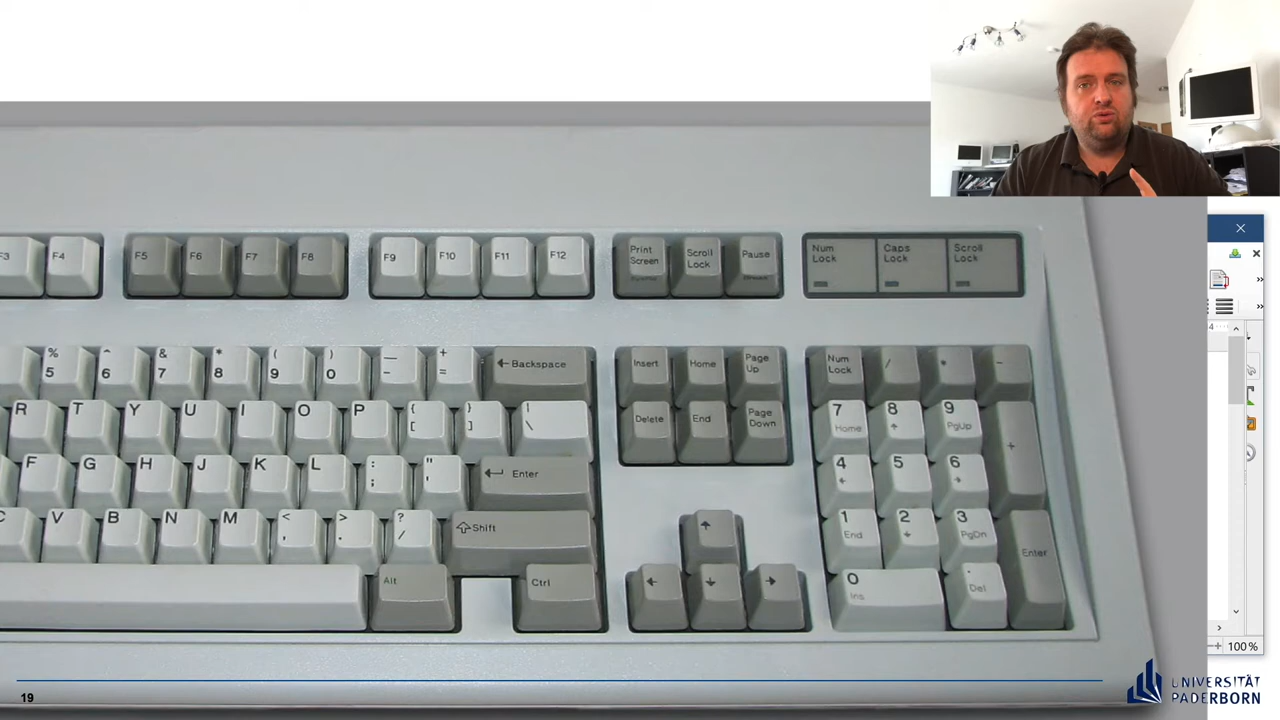 F3 F4 F5 F6 F7 F8 F9 F10 F11 F12
Print Screen
Scroll Lock
Pause
Num Lock
Caps Lock
Scroll Lock
% 5 ^ 6 & 7 * 8 ( 9 ) 0 — - + = ←Backspace
Insert Home Page Up
Num Lock / * -
R T Y U I O P { [ } ] | \
Delete End Page Down
7 Home 8 ↑ 9 PgUp +
F G H J K L : ; " ' ↵ Enter
4 ← 5 6 →
C V B N M < , > . ? / ⇧Shift
↑
1 End 2 ↓ 3 PgDn Enter
Alt Ctrl
← ↓ →
0 Ins . Del
4
100%
19
UNIVERSITÄT
PADERBORN